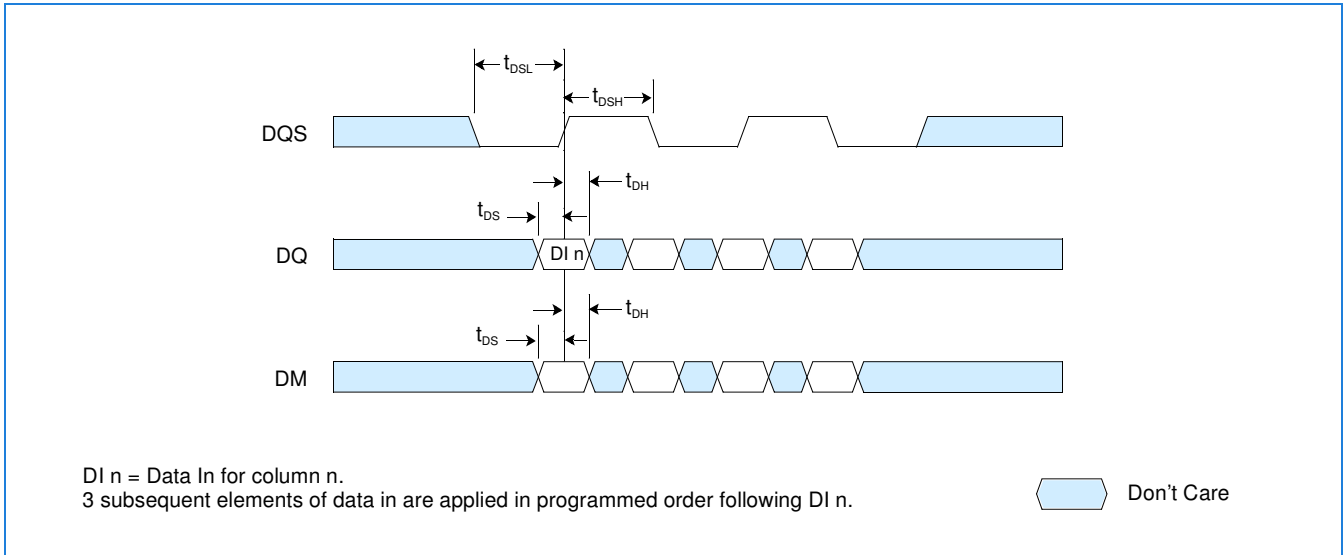 tDSL
tDSH
DQS
tDH
tDS
DQ
DI n
tDH
tDS
DM
DI n = Data In for column n.
3 subsequent elements of data in are applied in programmed order following DI n.
Don't Care